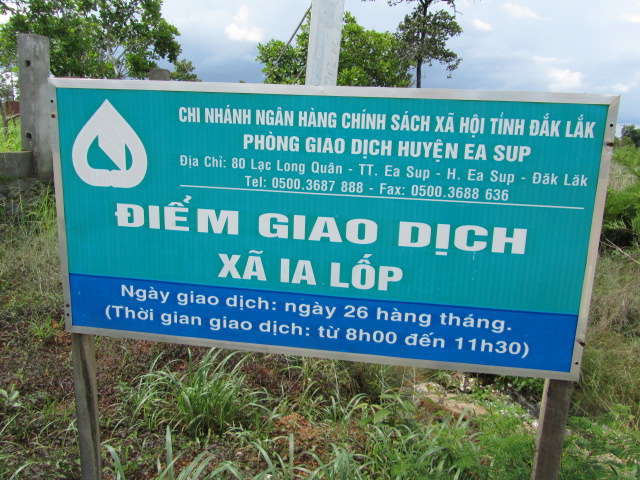 CHI NHÁNH NGÂN HÀNG CHÍNH SÁCH XÃ HỘI TỈNH ĐẮK LẮK
PHÒNG GIAO DỊCH HUYỆN EA SUP
Địa Chỉ: 80 Lạc Long Quân - TT. Ea Sup - H. Ea Sup - Đăk Lăk
Tel: 0500.3687 888 - Fax: 0500.3688 636
ĐIỂM GIAO DỊCH
XÃ IA LỐP
Ngày giao dịch: ngày 26 hàng tháng.
(Thời gian giao dịch: từ 8h00 đến 11h30)